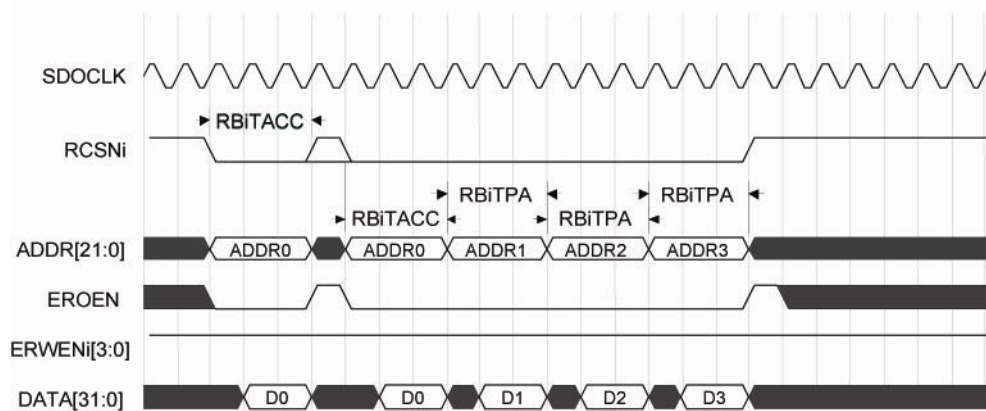 SDOCLK
RBiTACC
RCSNi
RBiTPA RBiTPA
RBiTACC RBiTPA
ADDR[21:0] ADDR0 ADDR0 ADDR1 ADDR2 ADDR3
EROEN
ERWENi[3:0]
DATA[31:0] D0 D0 D1 D2 D3